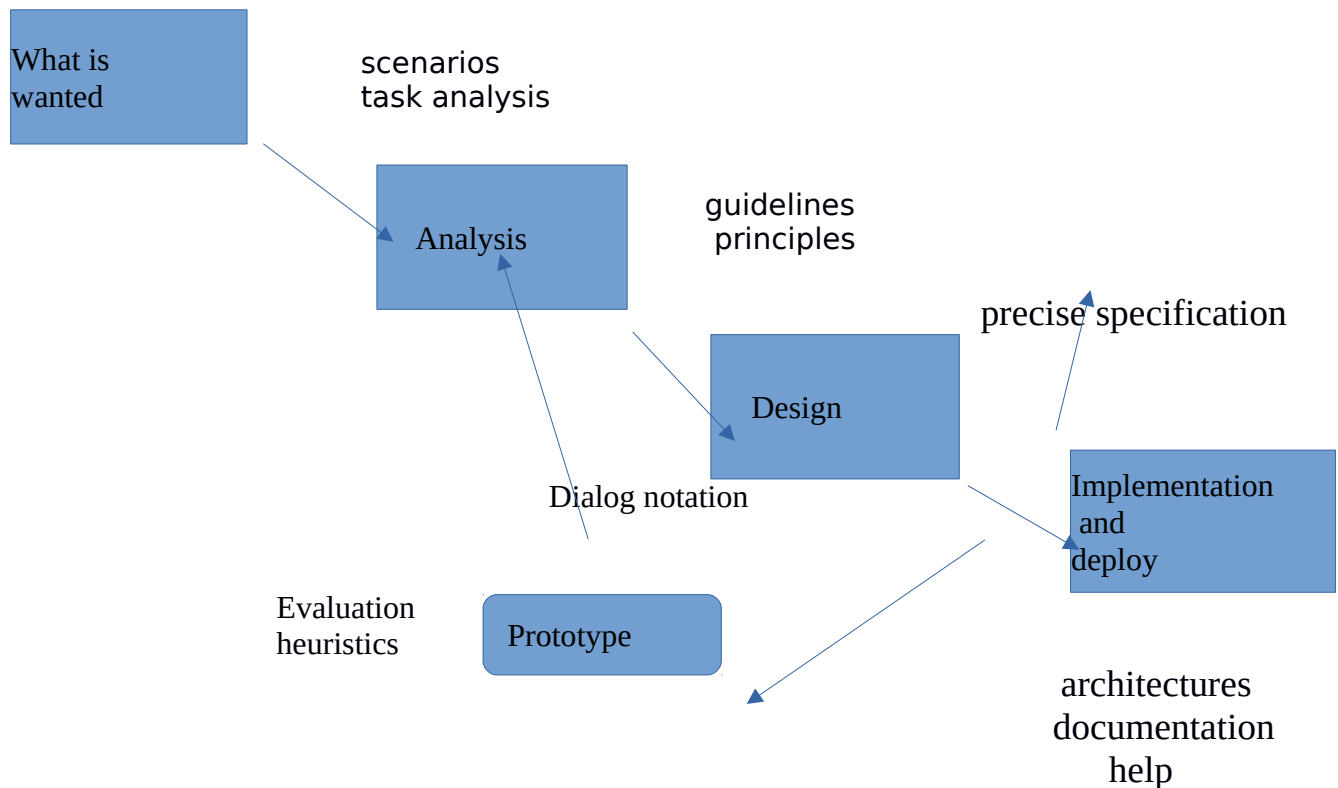 What is
wanted
scenarios
task analysis
Analysis
guidelines
principles
precise specification
Design
Implementation
and
deploy
Dialog notation
Evaluation
heuristics
Prototype
architectures
documentation
help